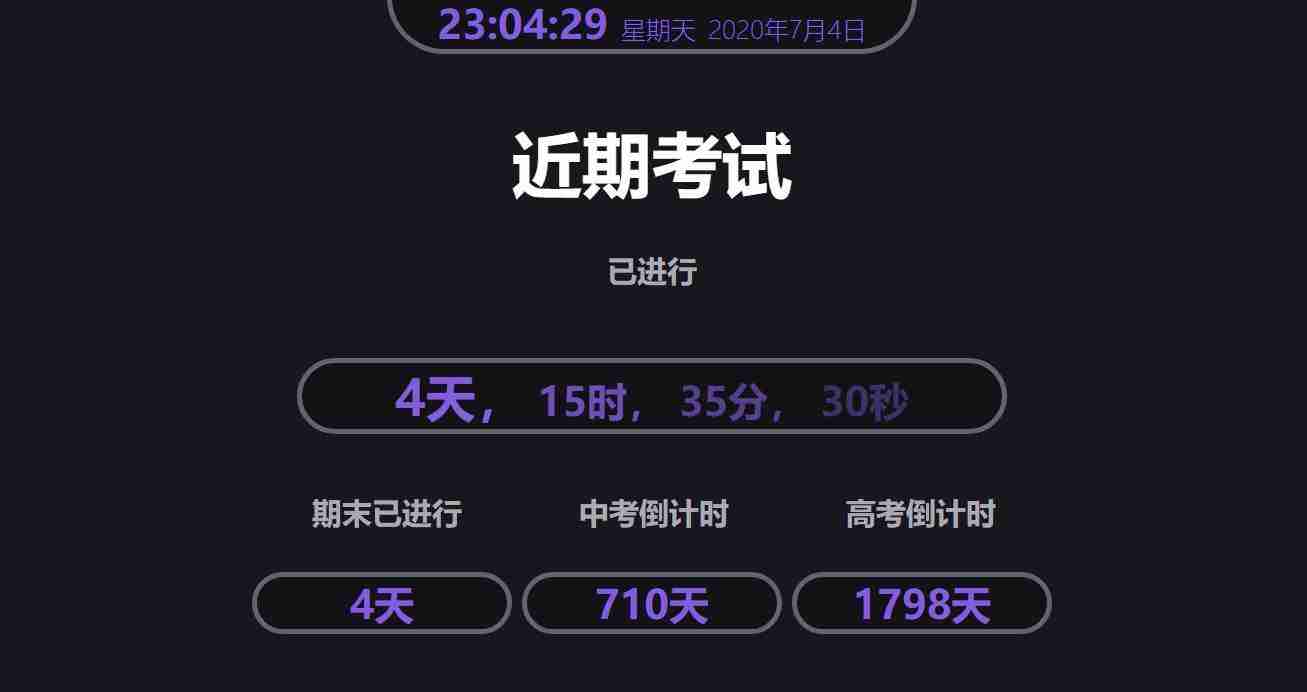 23:04:29 星期天 2020年7月4日
近期考试
已进行
4天， 15时， 35分， 30秒
期末已进行 中考倒计时 高考倒计时
4天 710天 1798天